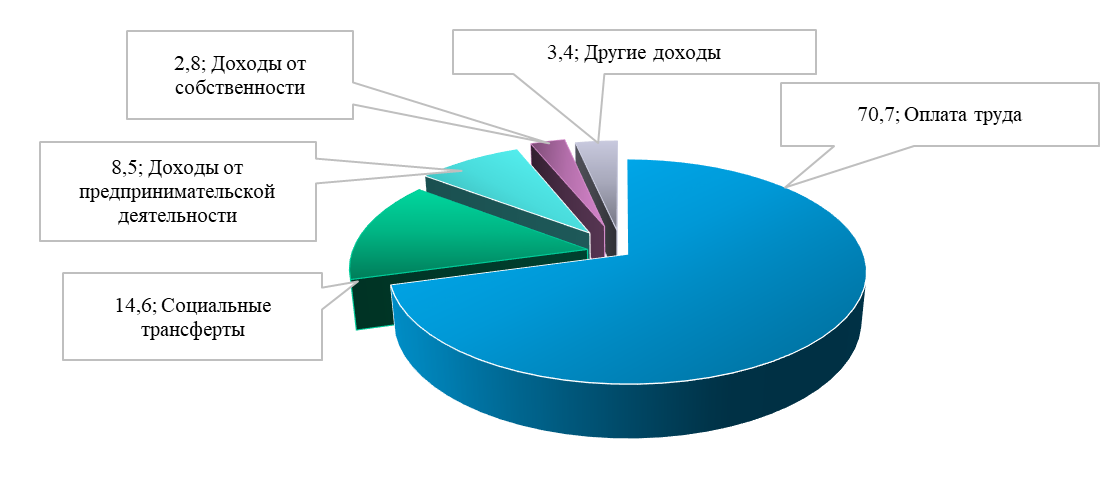 3,4; Другие доходы
2,8; Доходы от
собственности
70,7; Оплата труда
8,5; Доходы от
предпринимательской
деятельности
14,6; Социальные
трансферты